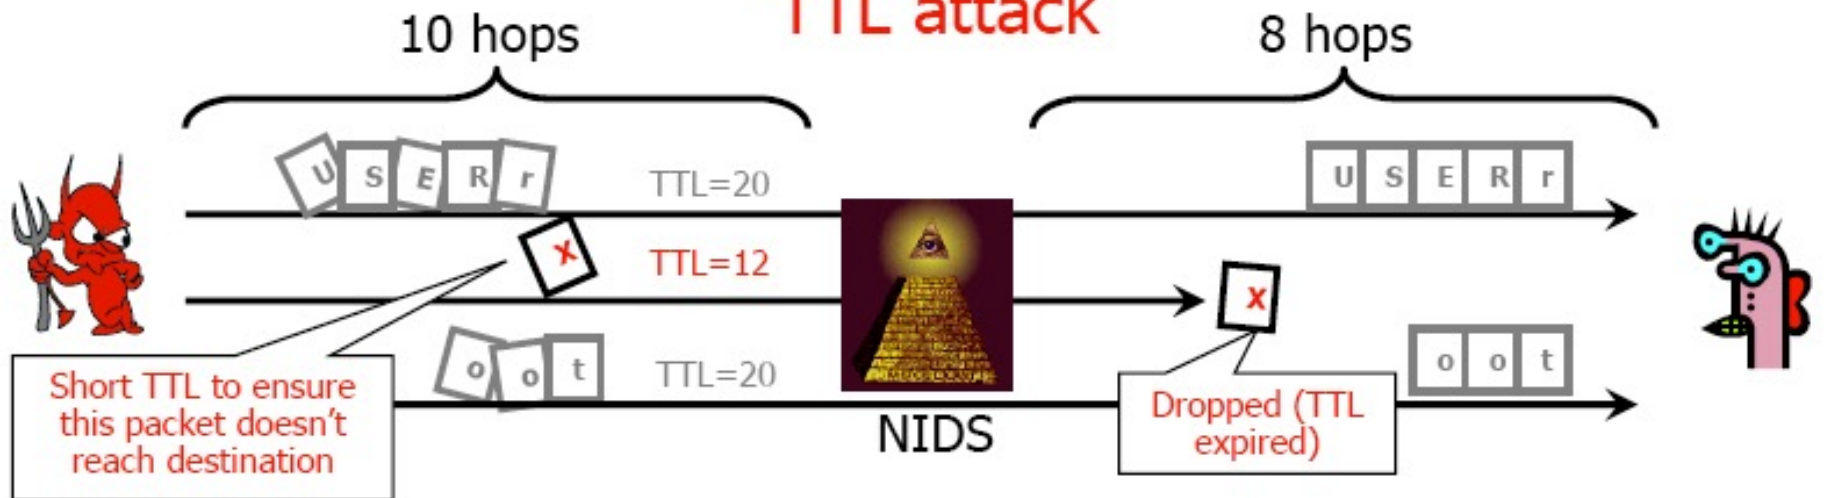 TTL attack
10 hops
8 hops
U S E R r
TTL=20
U S E R r
X
TTL=12
X
o o t
TTL=20
o o t
Short TTL to ensure
this packet doesn't
reach destination
NIDS
Dropped (TTL
expired)